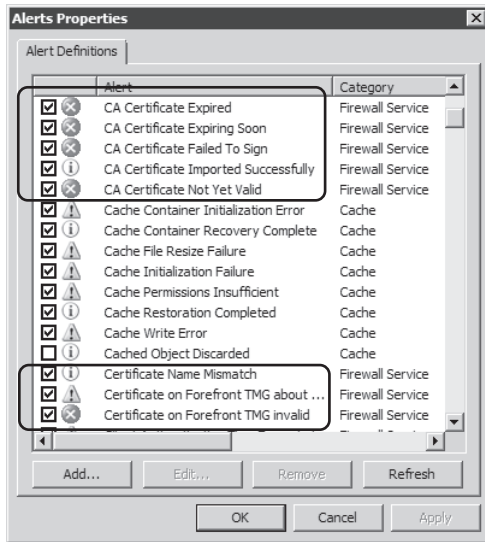 Alerts Properties
Alert Definitions
Alert Category
CA Certificate Expired Firewall Service
CA Certificate Expiring Soon Firewall Service
CA Certificate Failed To Sign Firewall Service
CA Certificate Imported Successfully Firewall Service
CA Certificate Not Yet Valid Firewall Service
Cache Container Initialization Error Cache
Cache Container Recovery Complete Cache
Cache File Resize Failure Cache
Cache Initialization Failure Cache
Cache Permissions Insufficient Cache
Cache Restoration Completed Cache
Cache Write Error Cache
Cached Object Discarded Cache
Certificate Name Mismatch Firewall Service
Certificate on Forefront TMG about ... Firewall Service
Certificate on Forefront TMG invalid Firewall Service
Add... Edit... Remove Refresh
OK Cancel Apply